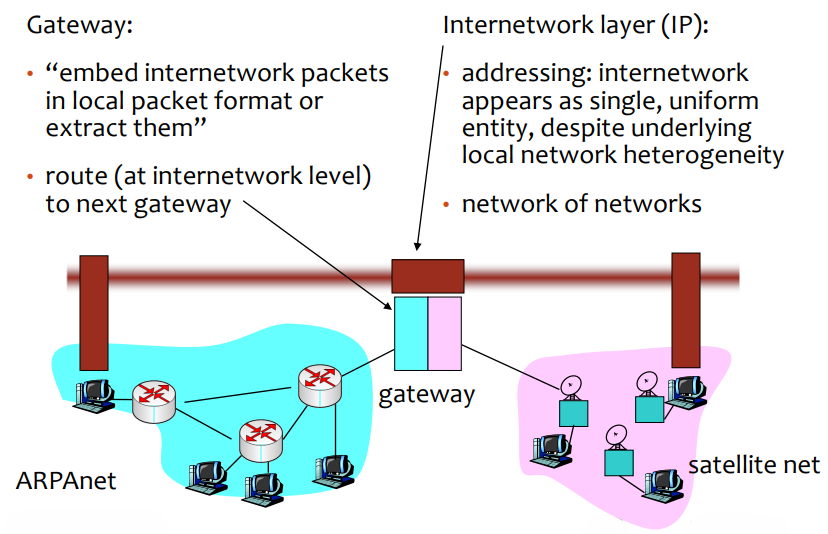 Gateway:
• “embed internetwork packets
in local packet format or
extract them”
• route (at internetwork level)
to next gateway
Internetwork layer (IP):
• addressing: internetwork
appears as single, uniform
entity, despite underlying
local network heterogeneity
• network of networks
gateway
ARPAnet
satellite net